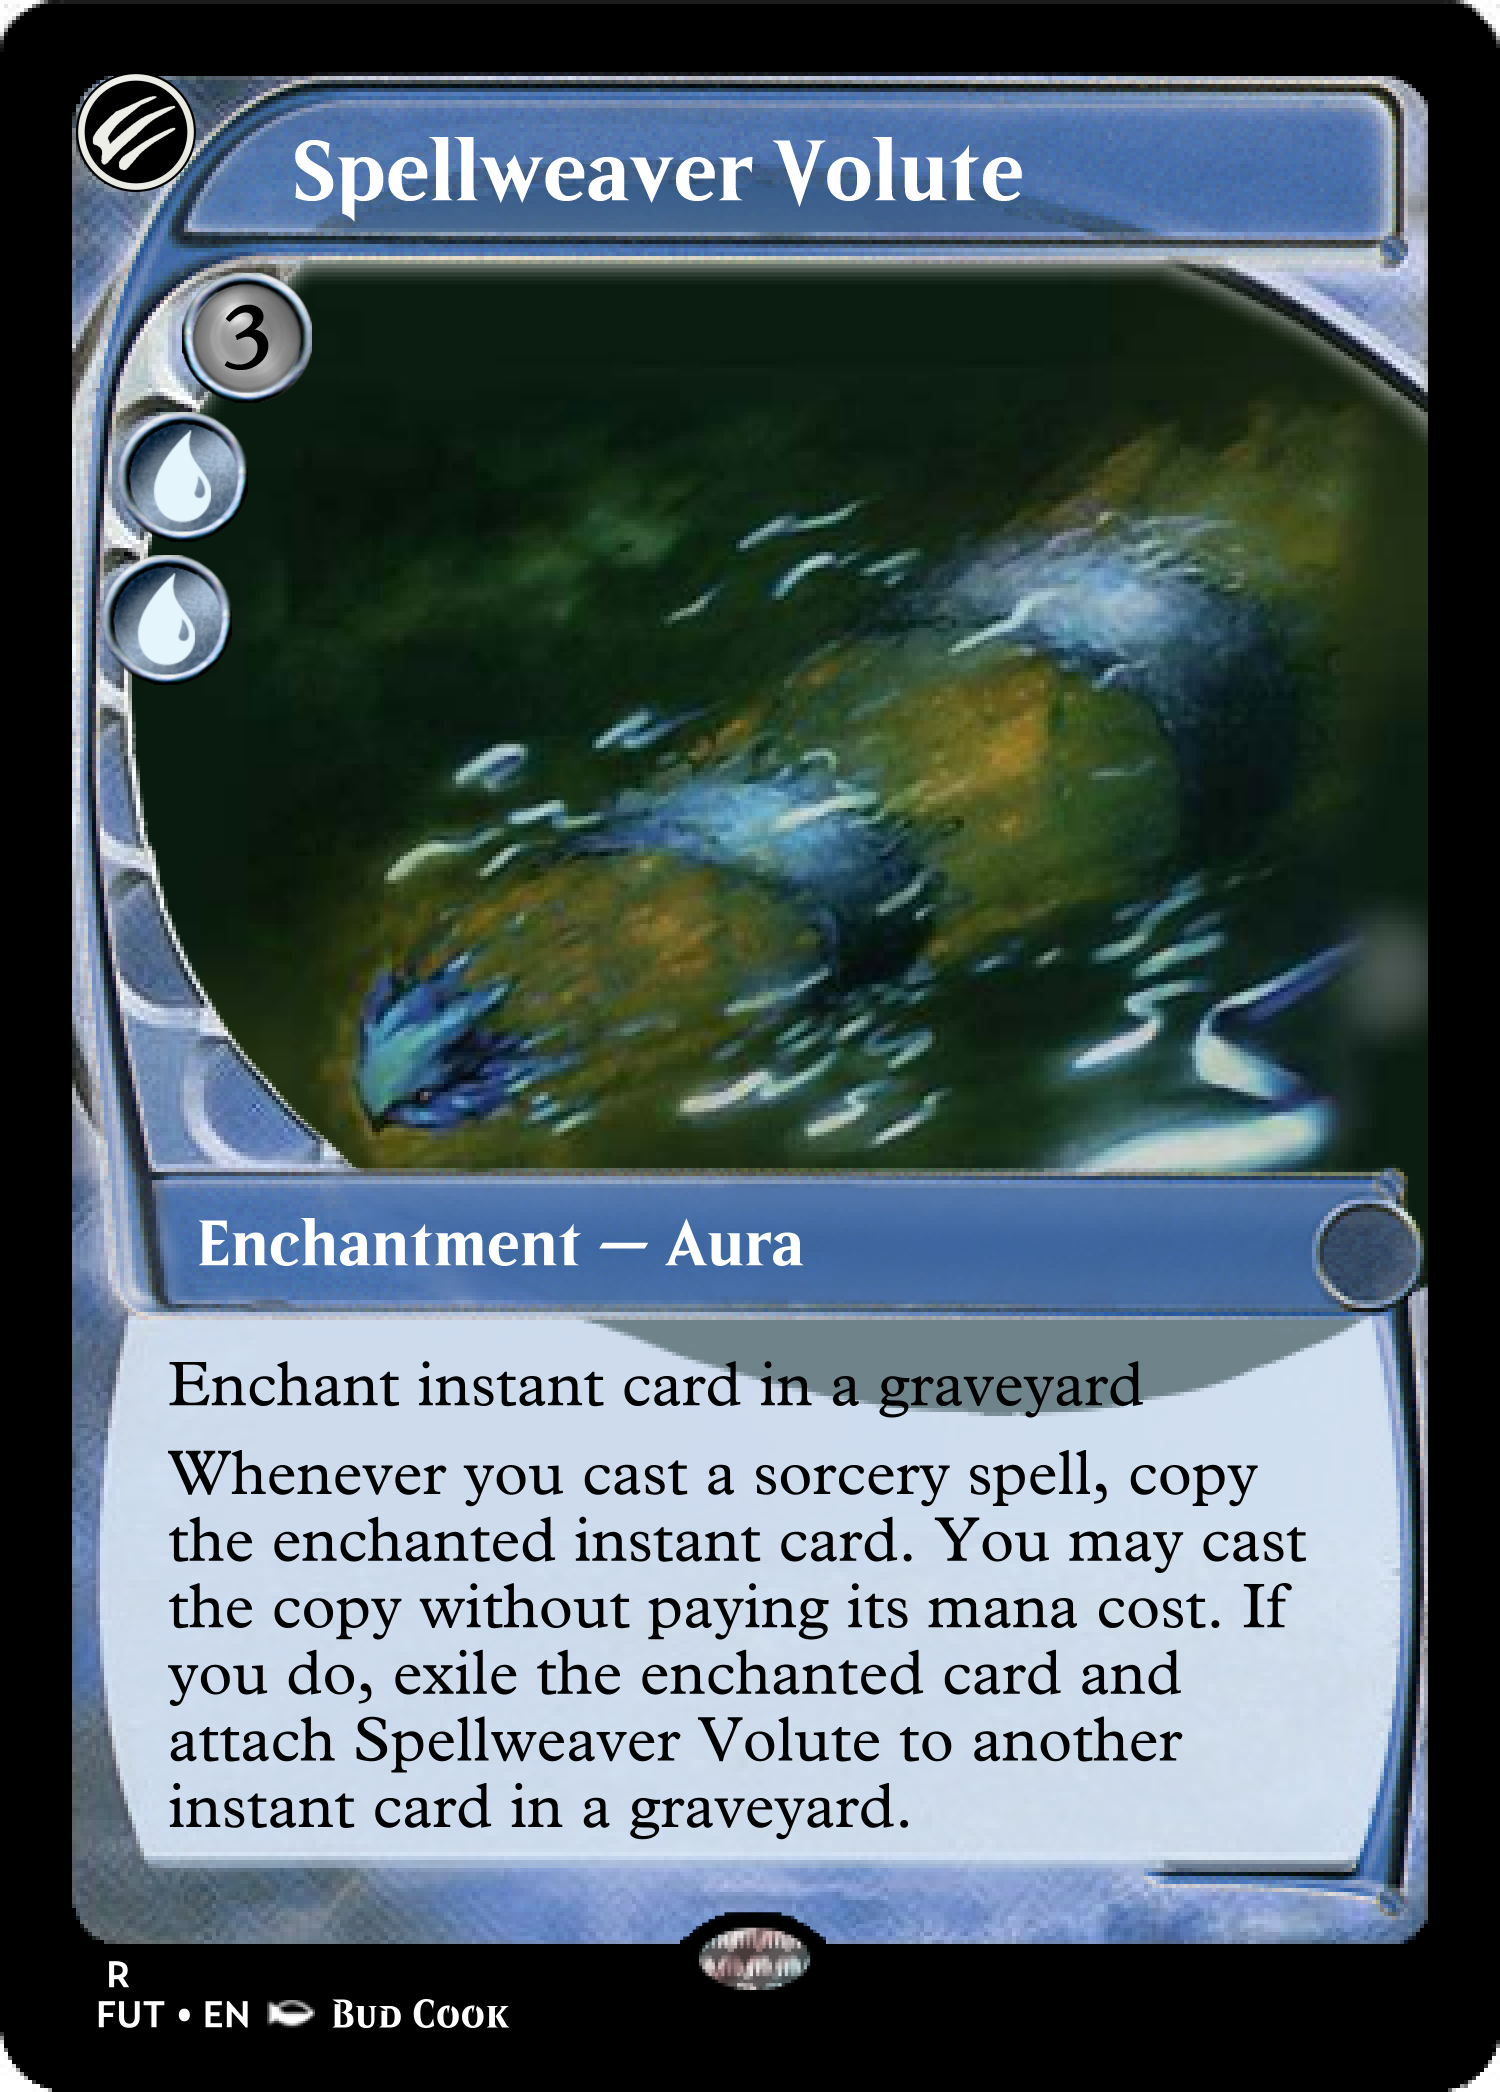 Spellweaver Volute
3
Enchantment — Aura
Enchant instant card in a graveyard
Whenever you cast a sorcery spell, copy
the enchanted instant card. You may cast
the copy without paying its mana cost. If
you do, exile the enchanted card and
attach Spellweaver Volute to another
instant card in a graveyard.
R
FUT • EN Bud Cook